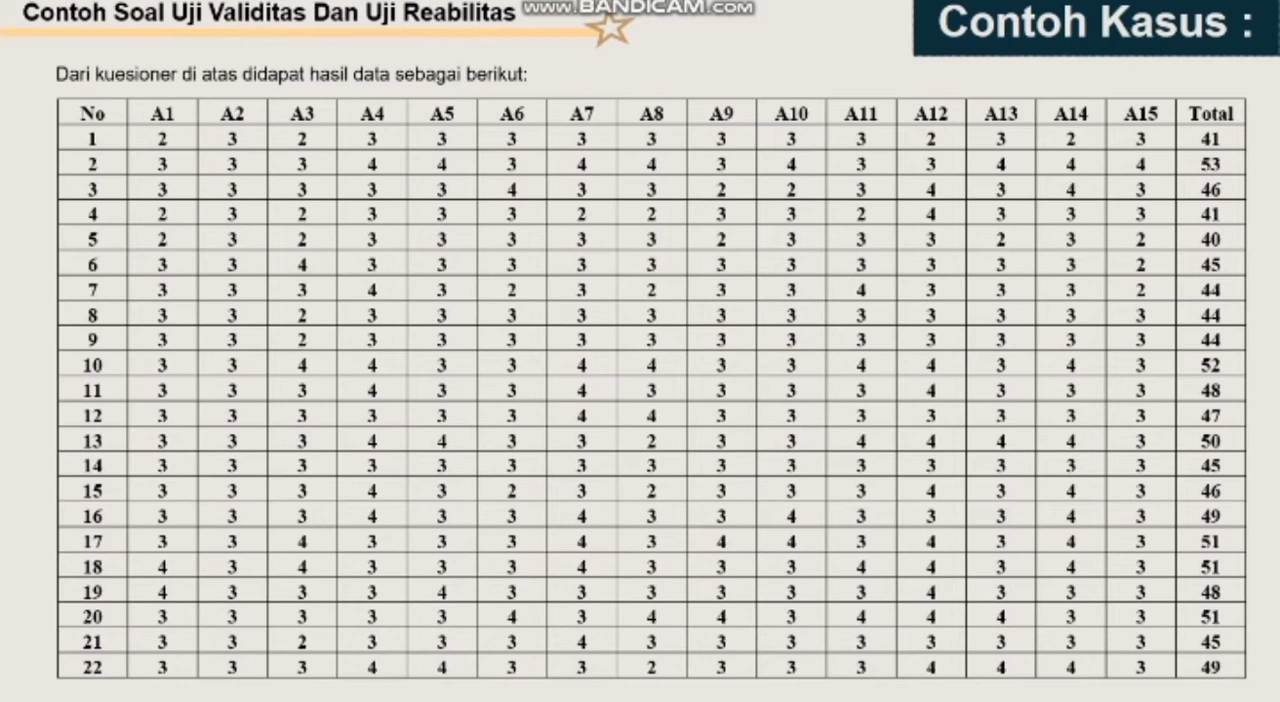 Contoh Soal Uji Validitas Dan Uji Reabilitas
WWW.BANDICAM.COM
Contoh Kasus :
Dari kuesioner di atas didapat hasil data sebagai berikut:
No A1 A2 A3 A4 A5 A6 A7 A8 A9 A10 A11 A12 A13 A14 A15 Total
1 2 3 2 3 3 3 3 3 3 3 3 2 3 2 3 41
2 3 3 3 4 4 3 4 4 3 4 3 3 4 4 4 53
3 3 3 3 3 3 4 3 3 2 2 3 4 3 4 3 46
4 2 3 2 3 3 3 2 2 3 3 2 4 3 3 3 41
5 2 3 2 3 3 3 3 3 2 3 3 3 2 3 2 40
6 3 3 4 3 3 3 3 3 3 3 3 3 3 3 2 45
7 3 3 3 4 3 2 3 2 3 3 4 3 3 3 2 44
8 3 3 2 3 3 3 3 3 3 3 3 3 3 3 3 44
9 3 3 2 3 3 3 3 3 3 3 3 3 3 3 3 44
10 3 3 4 4 3 3 4 4 3 3 4 4 3 4 3 52
11 3 3 3 4 3 3 4 3 3 3 3 4 3 3 3 48
12 3 3 3 3 3 3 4 4 3 3 3 3 3 3 3 47
13 3 3 3 4 4 3 3 2 3 3 4 4 4 4 3 50
14 3 3 3 3 3 3 3 3 3 3 3 3 3 3 3 45
15 3 3 3 4 3 2 3 2 3 3 3 4 3 4 3 46
16 3 3 3 4 3 3 4 3 3 4 3 3 3 4 3 49
17 3 3 4 3 3 3 4 3 4 4 3 4 3 4 3 51
18 4 3 4 3 3 3 4 3 3 3 4 4 3 4 3 51
19 4 3 3 3 4 3 3 3 3 3 3 4 3 3 3 48
20 3 3 3 3 3 4 3 4 4 3 4 4 4 3 3 51
21 3 3 2 3 3 3 4 3 3 3 3 3 3 3 3 45
22 3 3 3 4 4 3 3 2 3 3 3 4 4 4 3 49